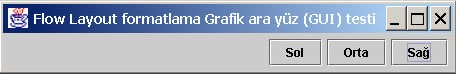 Flow Layout formatlama Grafik ara yüz (GUI) testi
Sol Orta Sağ